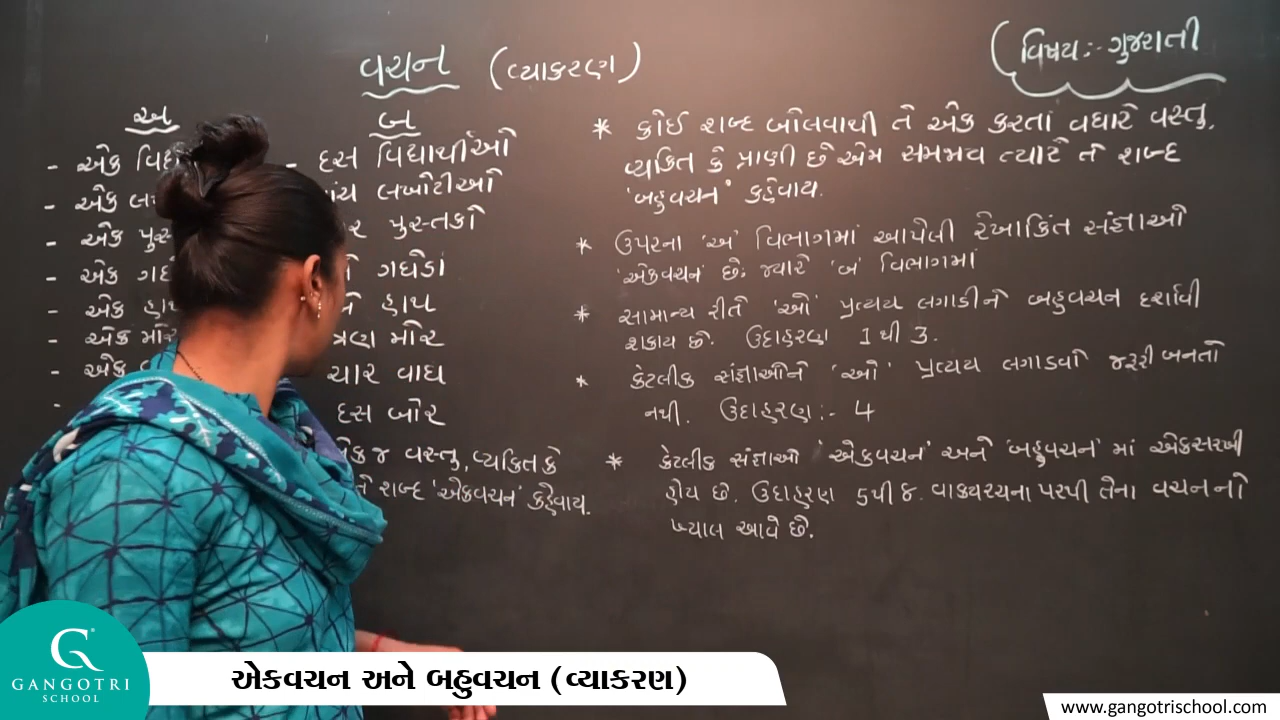 વચન (વ્યાકરણ)
(વિષય:- ગુજરાતી
અ
- એક
- એક
- એક
- એક
- એક
- એક
- એક
-
બ
- દસ વિદ્યાર્થીઓ
લખોટીઓ
પુસ્તકો
ગધેડાં
હાથ
ત્રણ મોર
ચાર વાઘ
દસ બોર
જ વસ્તુ, વ્યકિત કે
શબ્દ 'એકવચન' કહેવાય.
* કોઈ શબ્દ બોલવાથી તે એક કરતાં વધારે વસ્તુ,
વ્યકિત કે પ્રાણી છે એમ સમજાય ત્યારે તે શબ્દ
'બહુવચન' કહેવાય.
* ઉપરના 'અ' વિભાગમાં આપેલી રેખાકિંત સંજ્ઞાઓ
'એકવચન' છે; જ્યારે 'બ' વિભાગમાં
* સામાન્ય રીતે 'ઓ' પ્રત્યય લગાડીને બહુવચન દર્શાવી
શકાય છે. ઉદાહરણ 1 થી 3.
* કેટલીક સંજ્ઞાઓને 'ઓ' પ્રત્યય લગાડવો જરૂરી બનતો
નથી. ઉદાહરણ:- 4
* કેટલીક સંજ્ઞાઓ 'એકવચન' અને 'બહુવચન' માં એકસરખી
હોય છે. ઉદાહરણ 5 થી ૪. વાક્યરચના પરથી તેના વચનનો
ખ્યાલ આવે છે.
GANGOTRI
SCHOOL
એકવચન અને બહુવચન (વ્યાકરણ)
www.gangotrischool.com